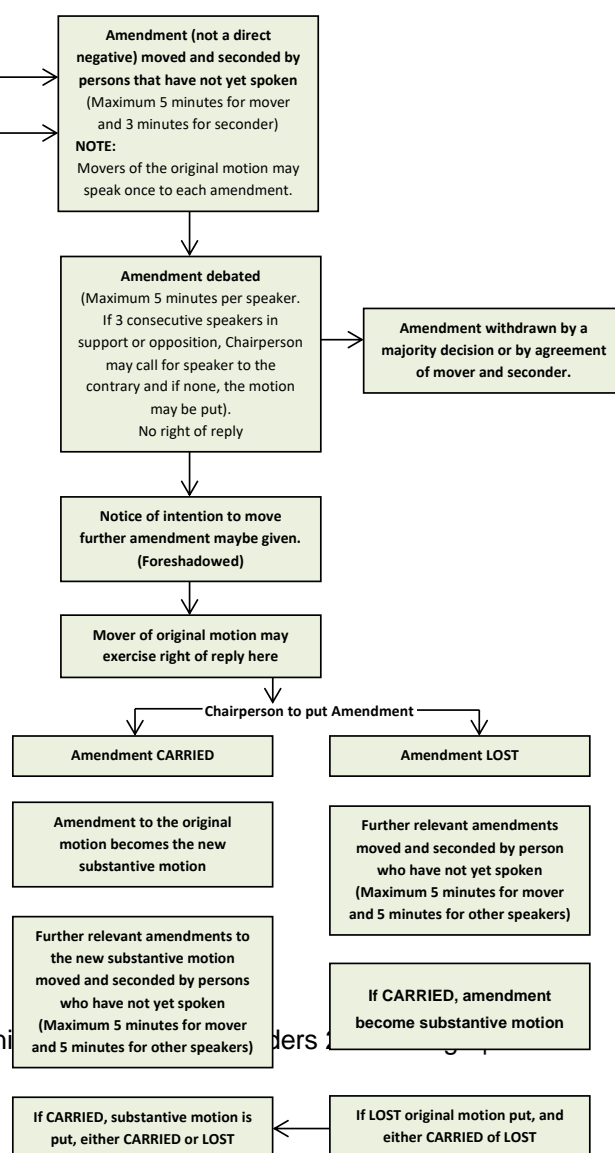 Amendment (not a direct
negative) moved and seconded by
persons that have not yet spoken
(Maximum 5 minutes for mover
and 3 minutes for seconder)
NOTE:
Movers of the original motion may
speak once to each amendment.
Amendment debated
(Maximum 5 minutes per speaker.
If 3 consecutive speakers in
support or opposition, Chairperson
may call for speaker to the
contrary and if none, the motion
may be put).
No right of reply
Amendment withdrawn by a
majority decision or by agreement
of mover and seconder.
Notice of intention to move
further amendment maybe given.
(Foreshadowed)
Mover of original motion may
exercise right of reply here
Chairperson to put Amendment
Amendment CARRIED
Amendment to the original
motion becomes the new
substantive motion
Further relevant amendments to
the new substantive motion
moved and seconded by persons
who have not yet spoken
(Maximum 5 minutes for mover
and 5 minutes for other speakers)
If CARRIED, substantive motion is
put, either CARRIED or LOST
Amendment LOST
Further relevant amendments
moved and seconded by person
who have not yet spoken
(Maximum 5 minutes for mover
and 5 minutes for other speakers)
If CARRIED, amendment
become substantive motion
If LOST original motion put, and
either CARRIED of LOST